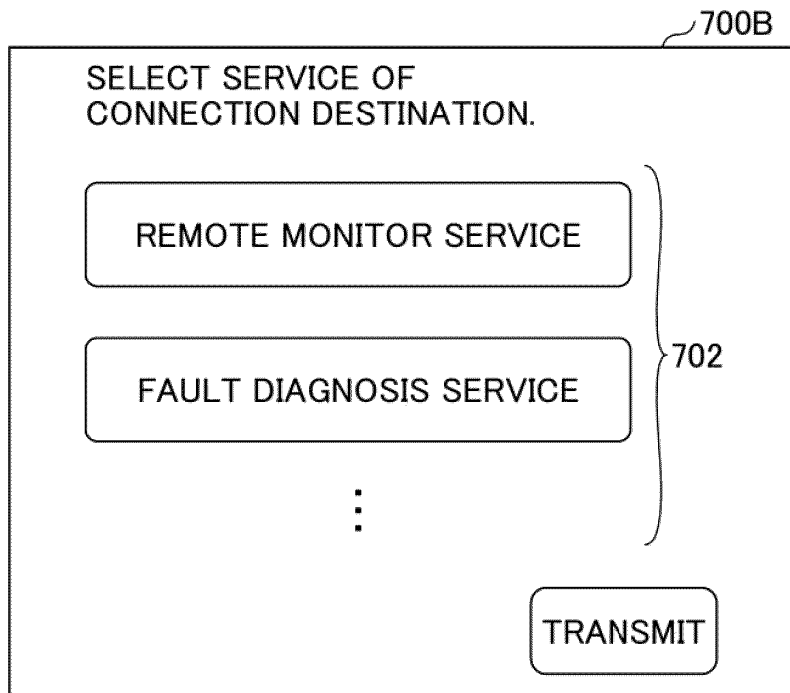 700B
SELECT SERVICE OF
CONNECTION DESTINATION.
REMOTE MONITOR SERVICE
702
FAULT DIAGNOSIS SERVICE
⋮
TRANSMIT